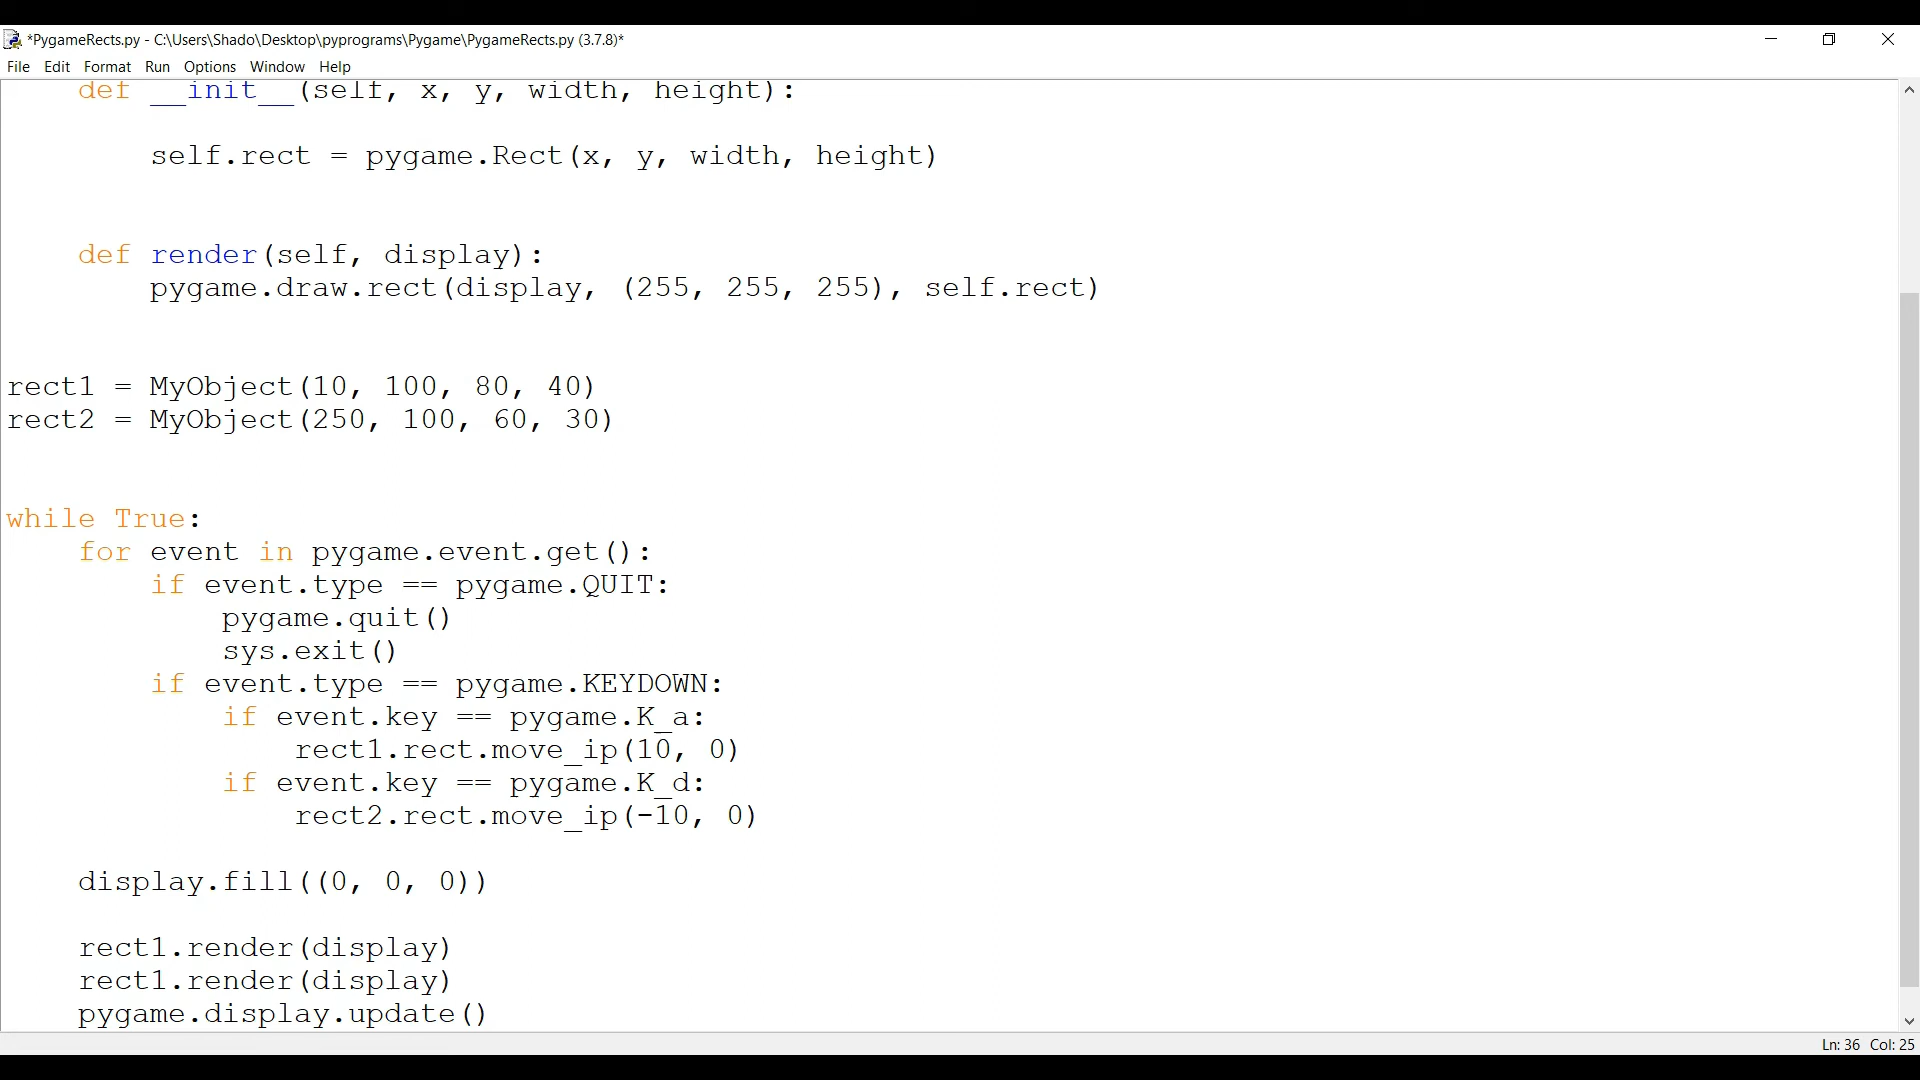 *PygameRects.py - C:\Users\Shado\Desktop\pyprograms\Pygame\PygameRects.py (3.7.8)*
File Edit Format Run Options Window Help
    def __init__(self, x, y, width, height):
        self.rect = pygame.Rect(x, y, width, height)
    def render(self, display):
        pygame.draw.rect(display, (255, 255, 255), self.rect)
rect1 = MyObject(10, 100, 80, 40)
rect2 = MyObject(250, 100, 60, 30)
while True:
    for event in pygame.event.get():
        if event.type == pygame.QUIT:
            pygame.quit()
            sys.exit()
        if event.type == pygame.KEYDOWN:
            if event.key == pygame.K_a:
                rect1.rect.move_ip(10, 0)
            if event.key == pygame.K_d:
                rect2.rect.move_ip(-10, 0)
    display.fill((0, 0, 0))
    rect1.render(display)
    rect1.render(display)
    pygame.display.update()
Ln: 36 Col: 25